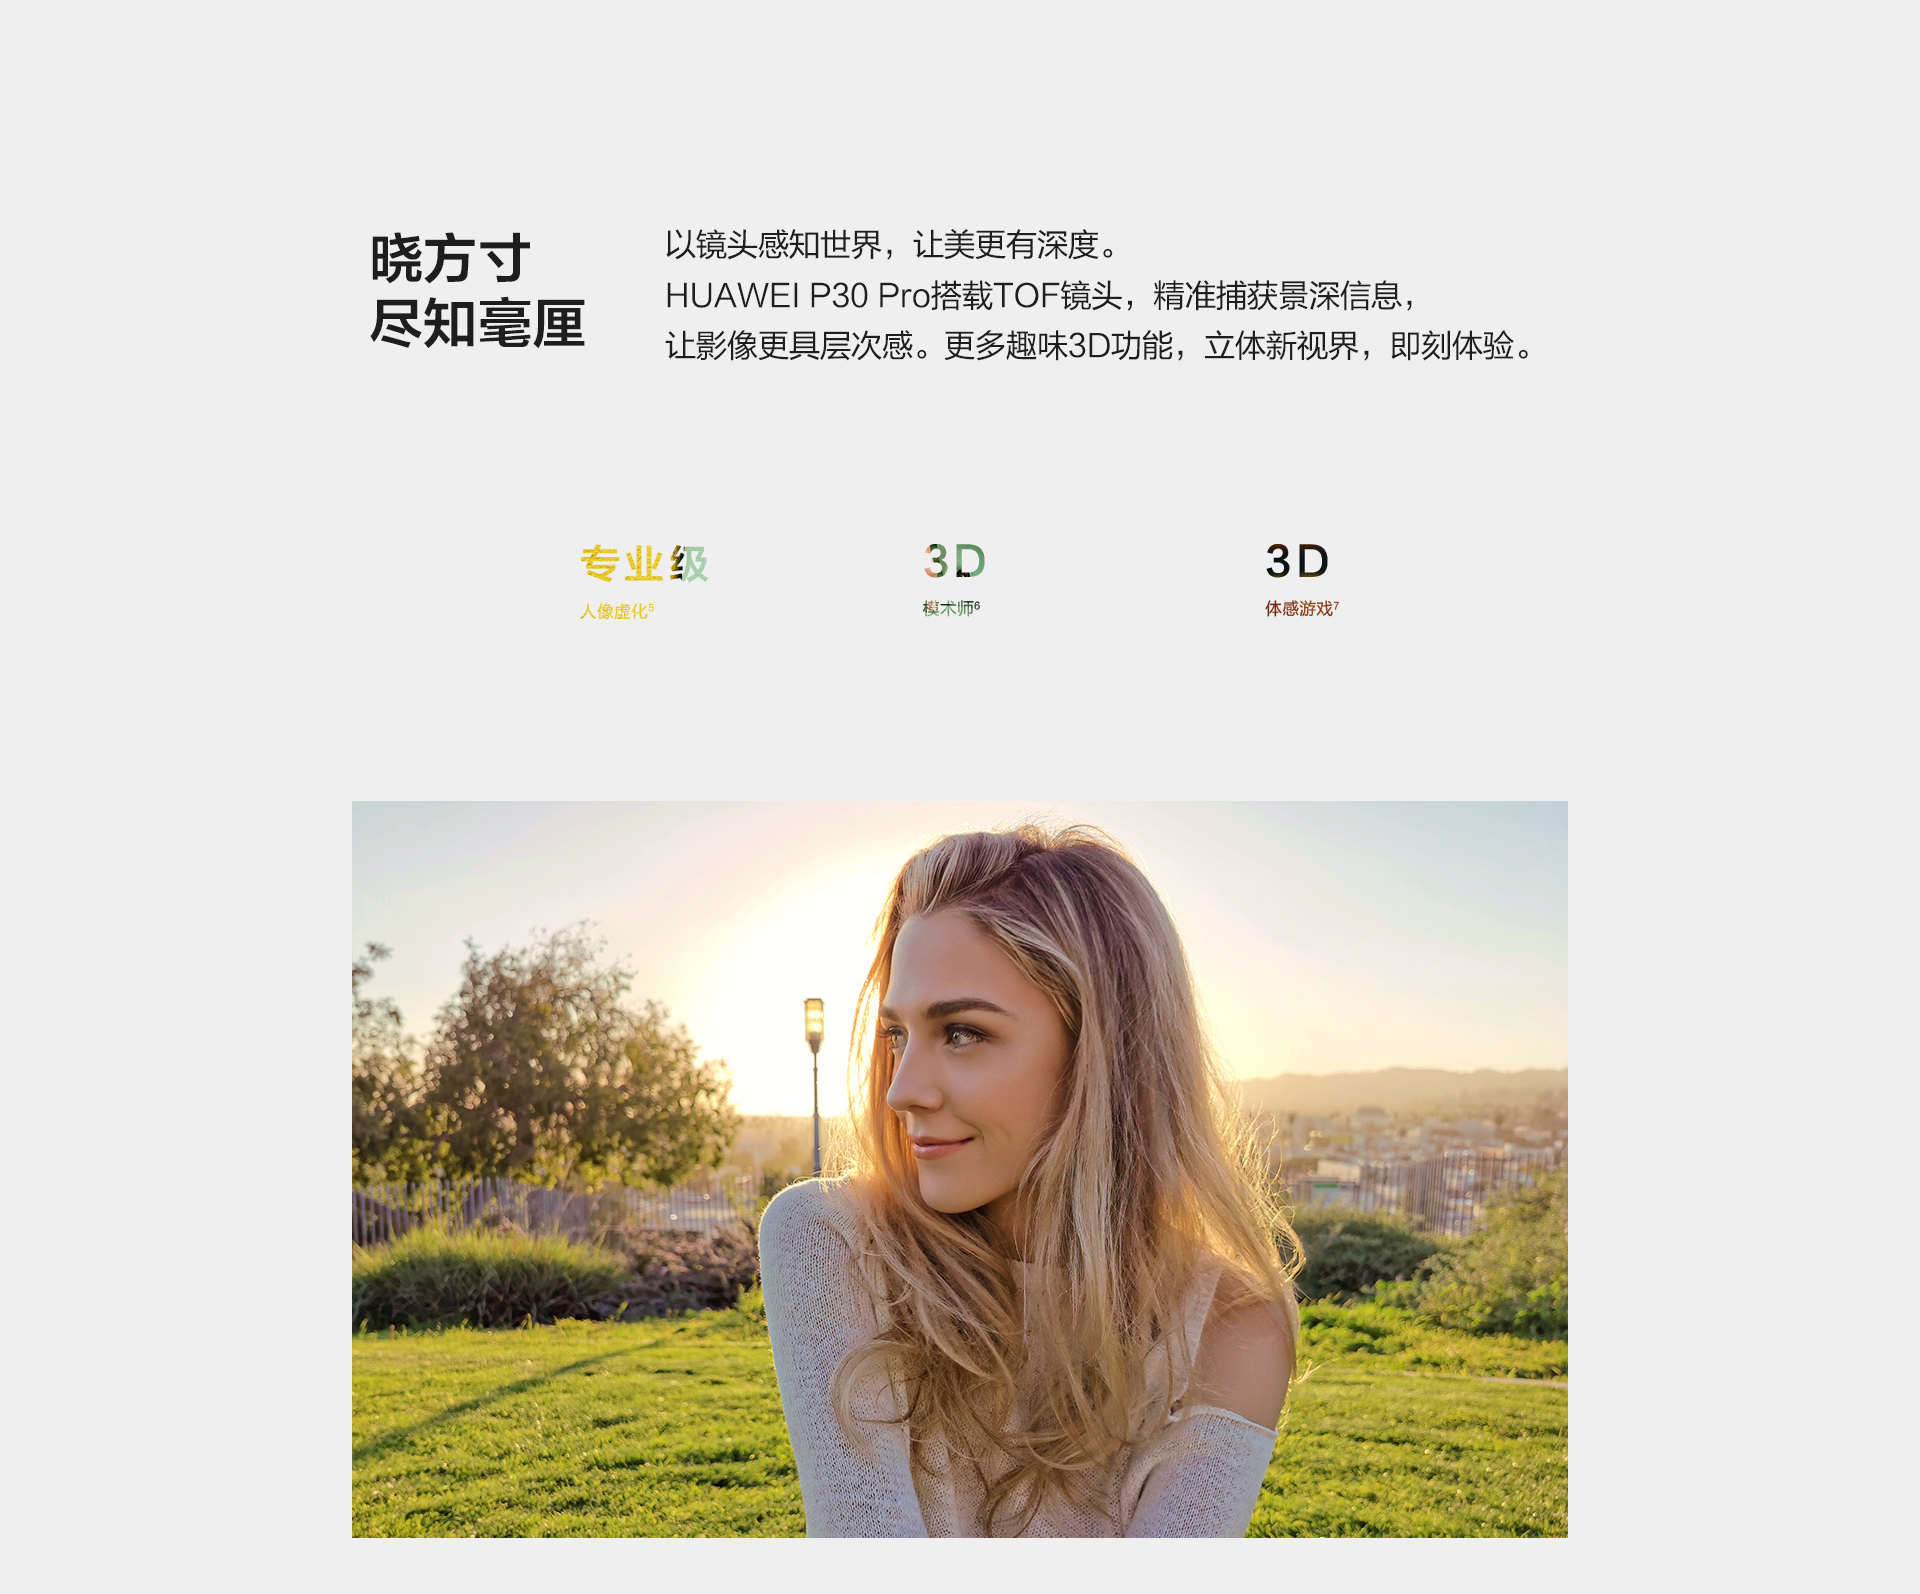 晓方寸
尽知毫厘
以镜头感知世界，让美更有深度。
HUAWEI P30 Pro搭载TOF镜头，精准捕获景深信息，
让影像更具层次感。更多趣味3D功能，立体新视界，即刻体验。
专业级
人像虚化5
3D
模术师6
3D
体感游戏7